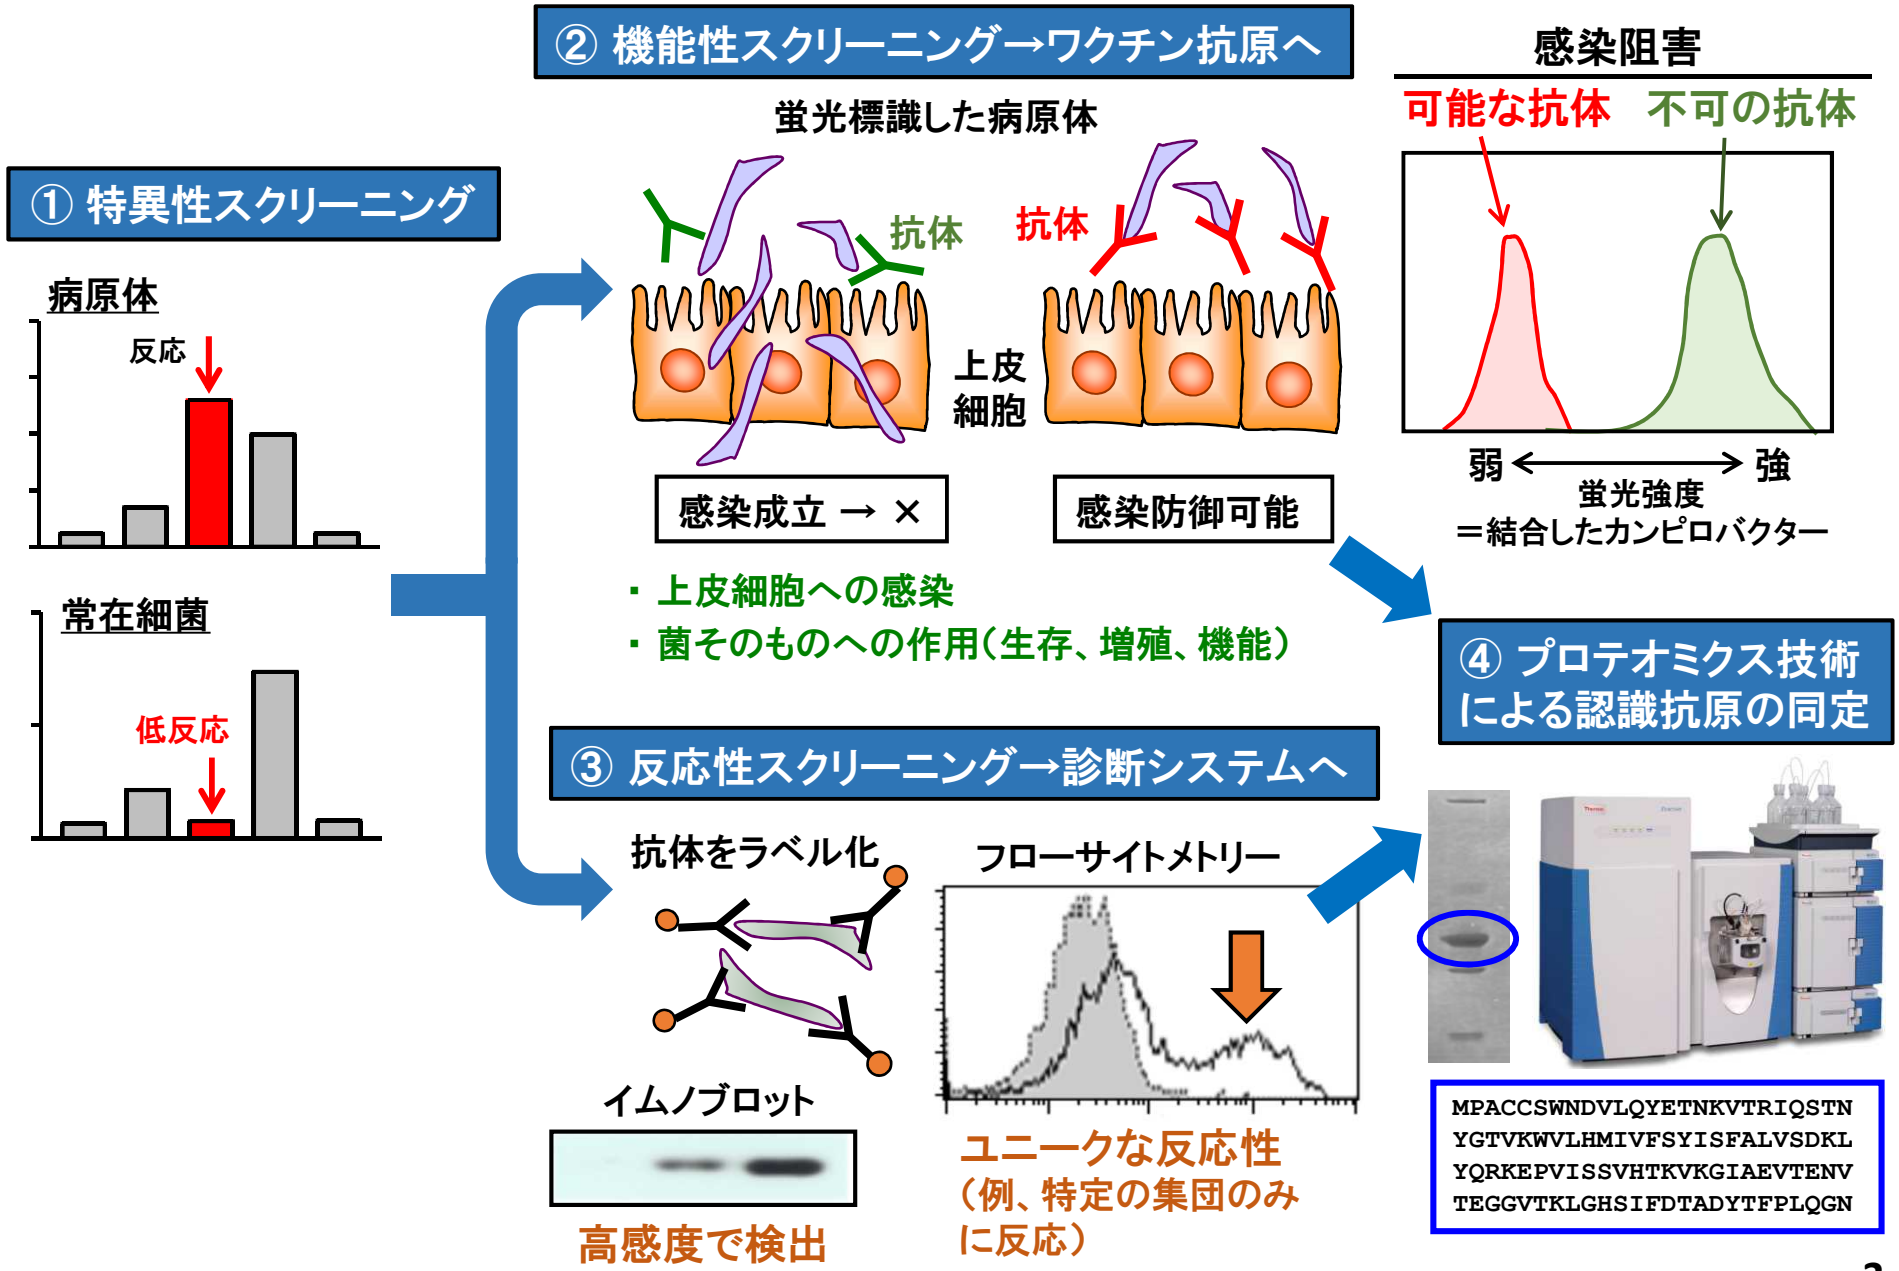 ① 特異性スクリーニング
病原体
反応
常在細菌
低反応
② 機能性スクリーニング→ワクチン抗原へ
蛍光標識した病原体
抗体
抗体
上皮
細胞
感染成立 → ×
感染防御可能
・ 上皮細胞への感染
・ 菌そのものへの作用（生存、増殖、機能）
感染阻害
可能な抗体 不可の抗体
弱 強
蛍光強度
＝結合したカンピロバクター
③ 反応性スクリーニング→診断システムへ
抗体をラベル化
イムノブロット
高感度で検出
フローサイトメトリー
ユニークな反応性
（例、特定の集団のみ
に反応）
④ プロテオミクス技術
による認識抗原の同定
MPACCSWNDVLQYETNKVTRIQSTN
YGTVKWVLHMIVFSYISFALVSDKL
YQRKEPVISSVHTKVKGIAEVTENV
TEGGVTKLGHSIFDTADYTFPLQGN